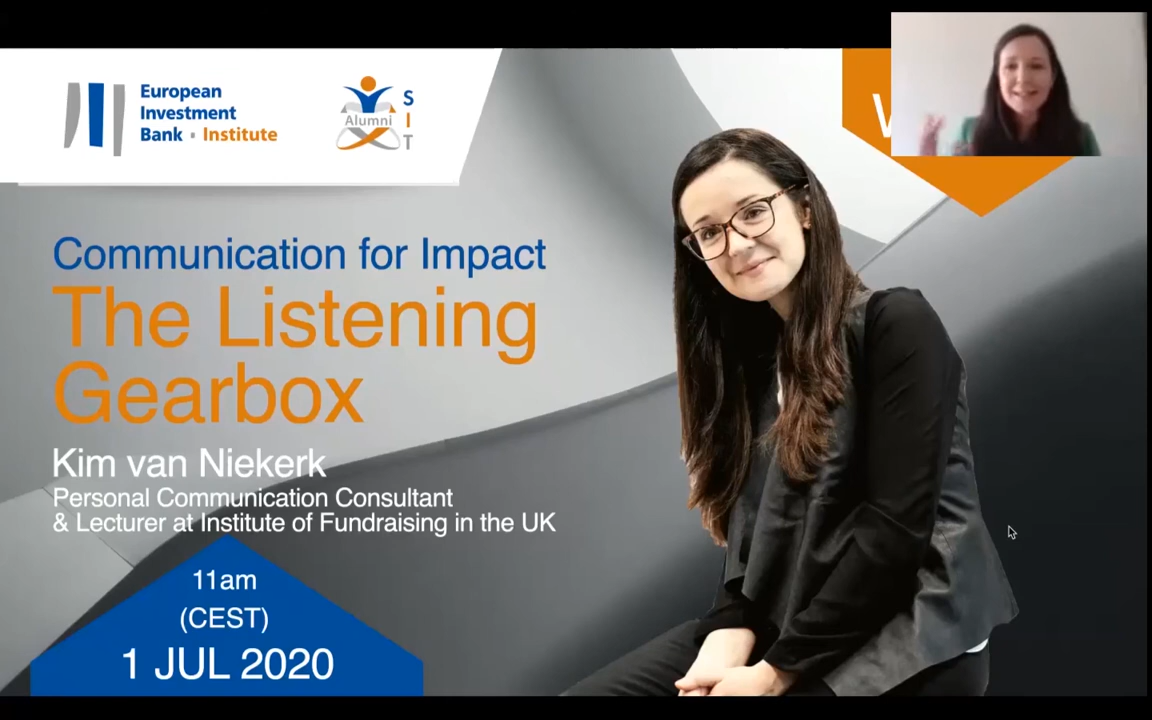 European
Investment
Bank • Institute
Alumni
S
I
T
Communication for Impact
The Listening
Gearbox
Kim van Niekerk
Personal Communication Consultant
& Lecturer at Institute of Fundraising in the UK
11am
(CEST)
1 JUL 2020